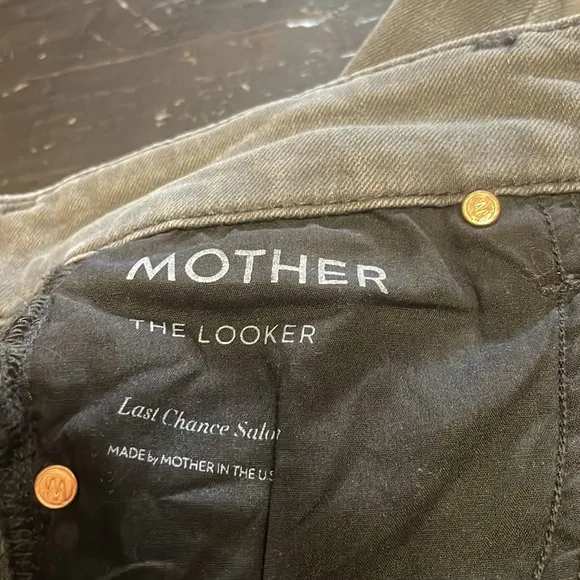 MOTHER
THE LOOKER
Last Chance
MADE by MOTHER IN THE
M
M